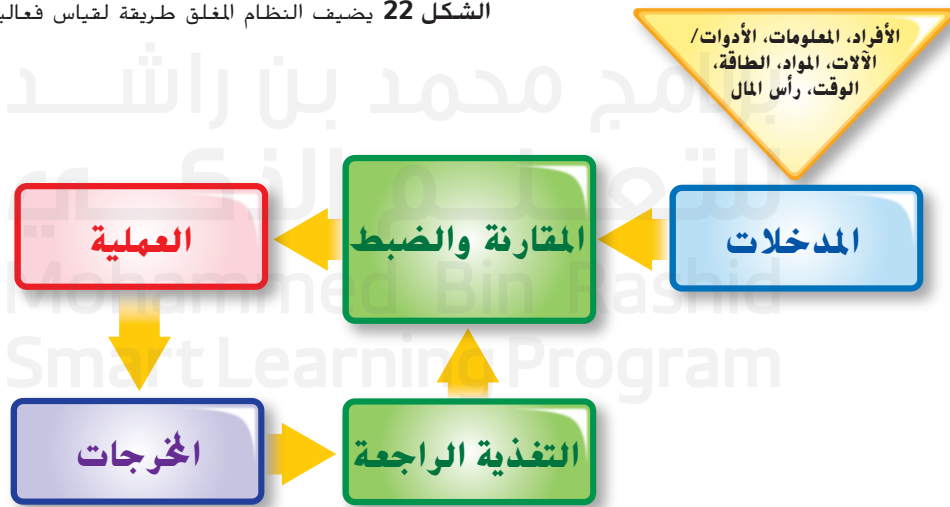 الشكل 22 يضيف النظام المغلق طريقة لقياس
الأفراد، المعلومات، الأدوات/
الآلات، المواد، الطاقة،
الوقت، رأس المال
برنامج محمد بن راشد
للتعلم الذكي
Mohammed Bin Rashid
Smart Learning Program
المدخلات
المقارنة والضبط
العملية
المخرجات
التغذية الراجعة